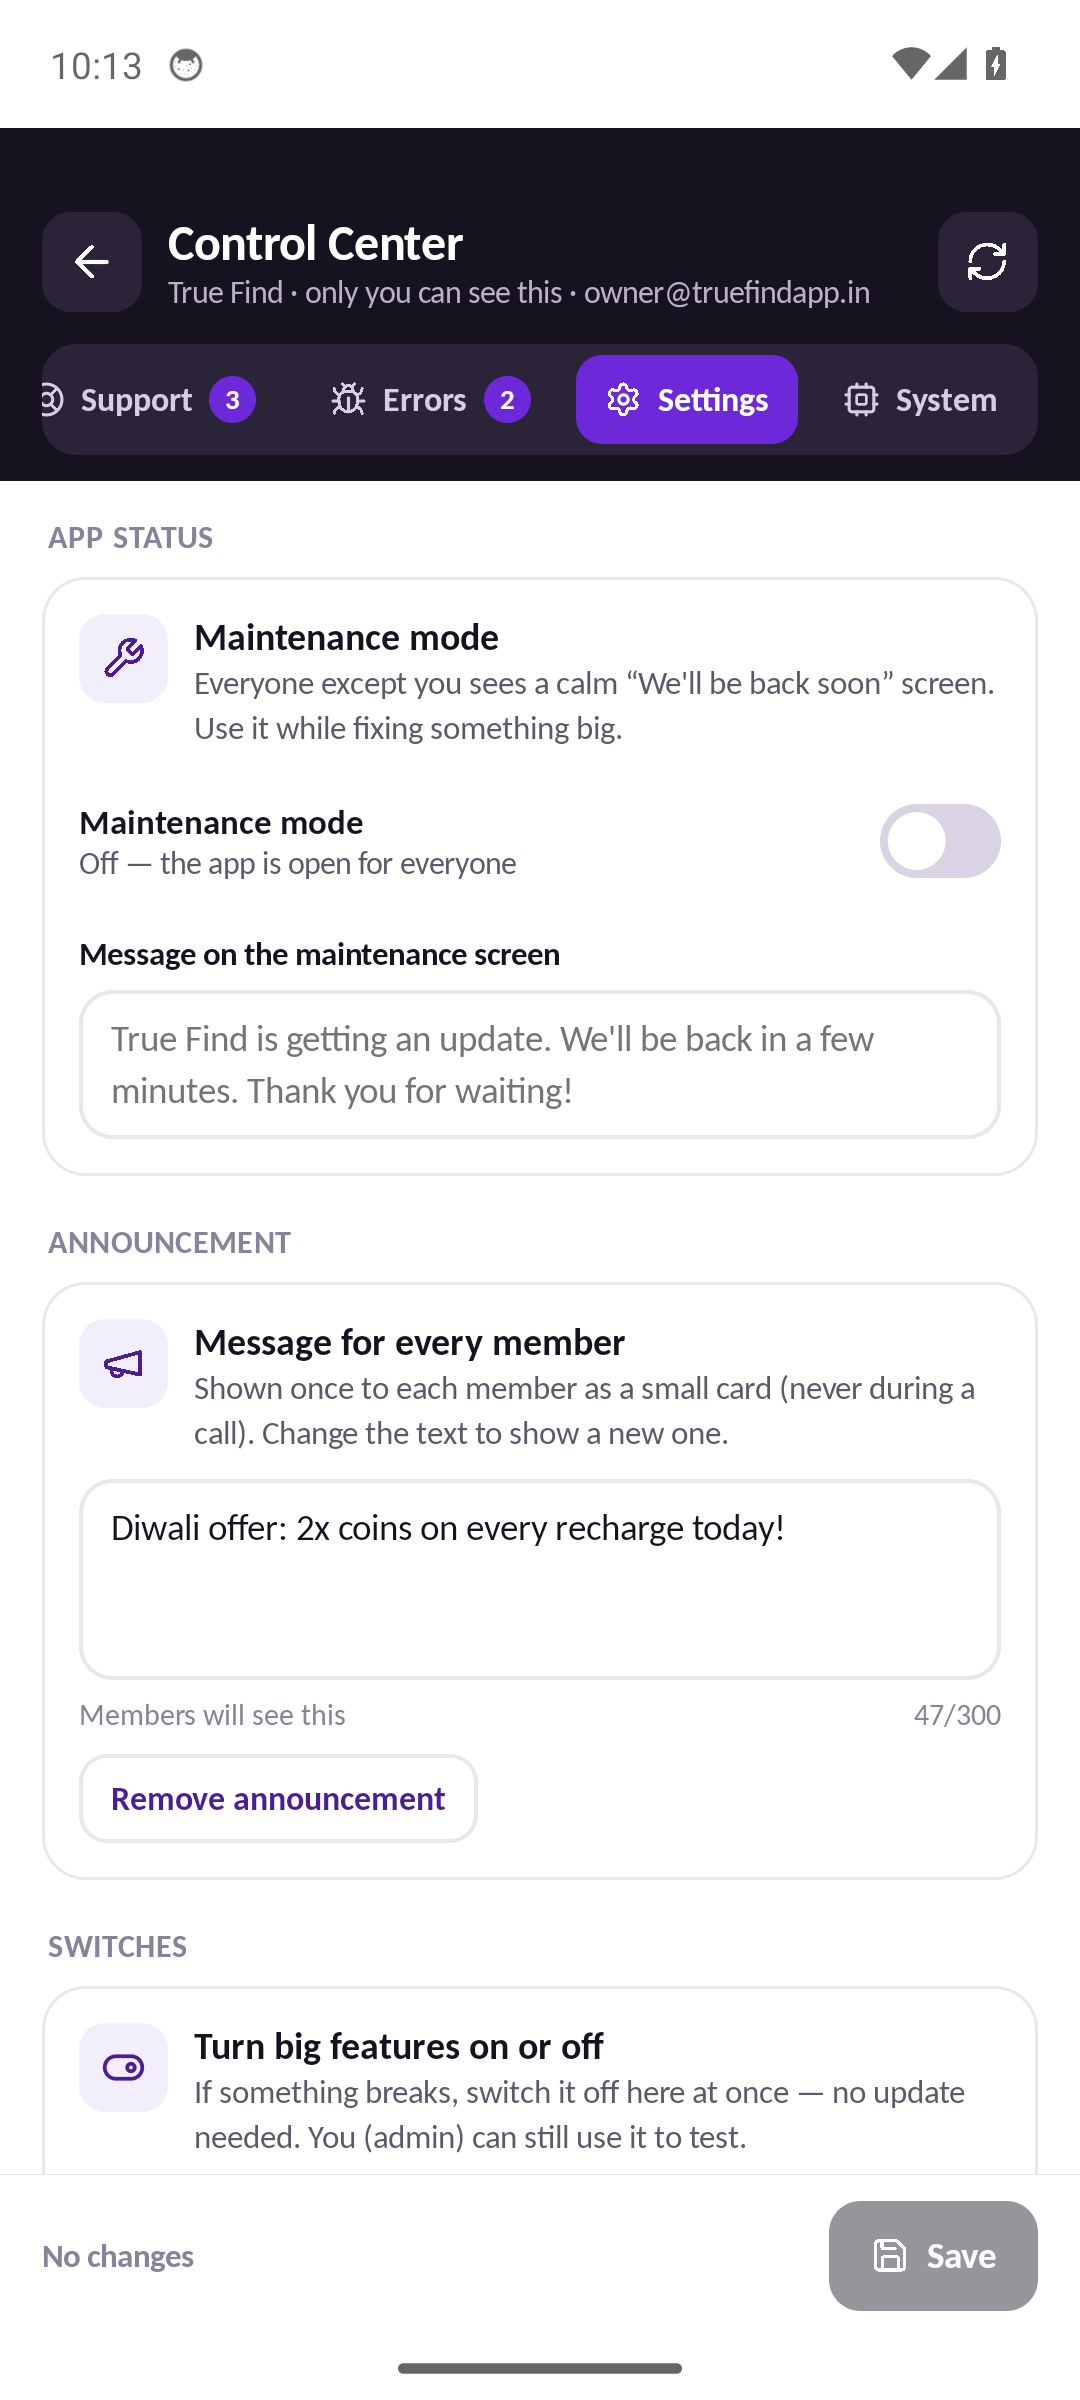 10:13
Control Center
True Find · only you can see this · owner@truefindapp.in
Support 3 Errors 2 Settings System
APP STATUS
Maintenance mode
Everyone except you sees a calm “We'll be back soon” screen.
Use it while fixing something big.
Maintenance mode
Off — the app is open for everyone
Message on the maintenance screen
True Find is getting an update. We'll be back in a few
minutes. Thank you for waiting!
ANNOUNCEMENT
Message for every member
Shown once to each member as a small card (never during a
call). Change the text to show a new one.
Diwali offer: 2x coins on every recharge today!
Members will see this 47/300
Remove announcement
SWITCHES
Turn big features on or off
If something breaks, switch it off here at once — no update
needed. You (admin) can still use it to test.
No changes Save